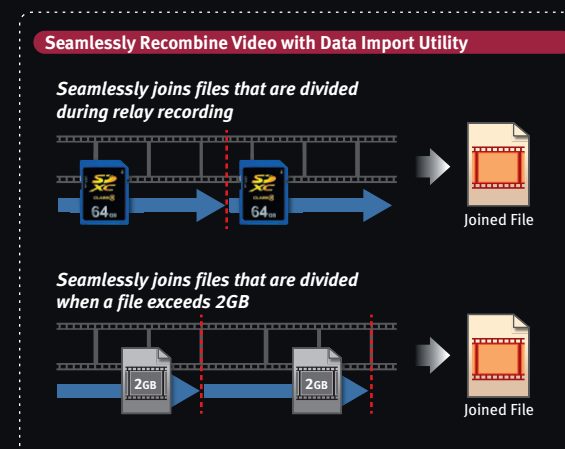 Seamlessly Recombine Video with Data Import Utility
Seamlessly joins files that are divided
during relay recording
SD
XC
CLASS
64GB
SD
XC
CLASS
64GB
Joined File
Seamlessly joins files that are divided
when a file exceeds 2GB
2GB
2GB
Joined File